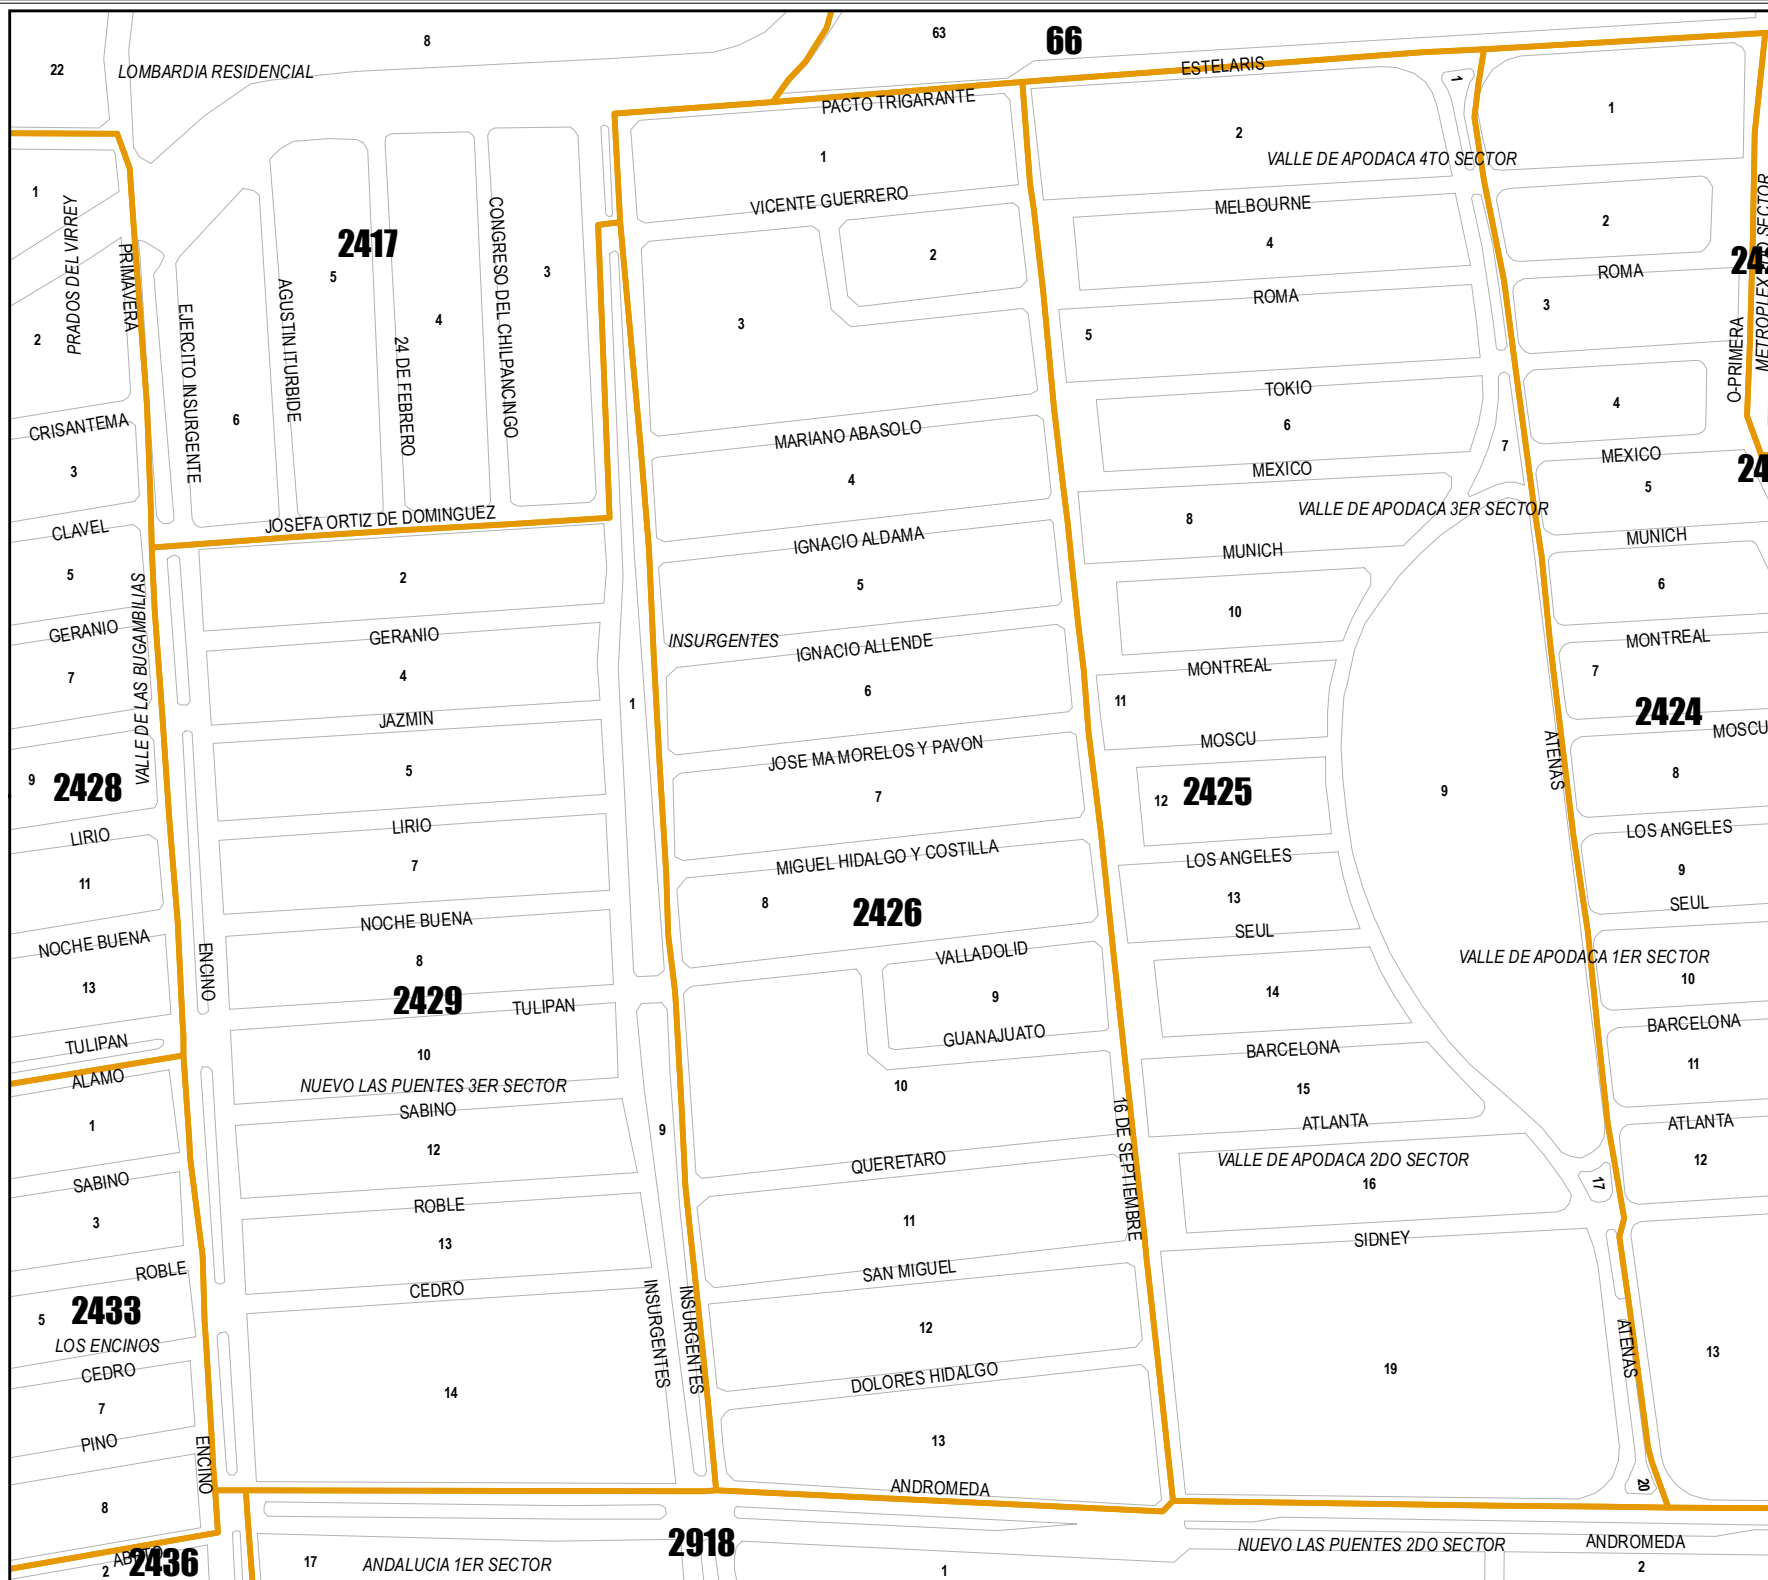 8
63
66
22
LOMBARDIA RESIDENCIAL
ESTELARIS
1
PACTO TRIGARANTE
1
2
1
VALLE DE APODACA 4TO SECTOR
1
PRADOS DEL VIRREY
VICENTE GUERRERO
MELBOURNE
2
CONGRESO DEL CHILPANCINGO
2417
4
2
3
5
PRIMAVERA
AGUSTIN ITURBIDE
ROMA
ROMA
3
EJERCITO INSURGENTE
4
3
5
2
24 DE FEBRERO
O-PRIMERA
TOKIO
4
6
6
CRISANTEMA
MARIANO ABASOLO
7
MEXICO
MEXICO
3
4
5
8
VALLE DE APODACA 3ER SECTOR
JOSEFA ORTIZ DE DOMINGUEZ
CLAVEL
IGNACIO ALDAMA
MUNICH
MUNICH
5
2
5
6
10
GERANIO
GERANIO
INSURGENTES
IGNACIO ALLENDE
MONTREAL
MONTREAL
7
4
6
7
VALLE DE LAS BUGAMBILIAS
1
11
2424
JAZMIN
MOSCU
MOSCU
JOSE MA MORELOS Y PAVON
ATENAS
9
2428
5
7
12
2425
9
8
LIRIO
LIRIO
LOS ANGELES
MIGUEL HIDALGO Y COSTILLA
LOS ANGELES
11
7
8
2426
13
9
SEUL
NOCHE BUENA
NOCHE BUENA
SEUL
VALLADOLID
VALLE DE APODACA 1ER SECTOR
ENCINO
8
10
13
2429
9
14
TULIPAN
BARCELONA
TULIPAN
GUANAJUATO
BARCELONA
10
11
ALAMO
NUEVO LAS PUENTES 3ER SECTOR
10
15
SABINO
1
9
16 DE SEPTIEMBRE
ATLANTA
ATLANTA
12
QUERETARO
VALLE DE APODACA 2DO SECTOR
12
SABINO
16
17
ROBLE
3
11
13
SIDNEY
ROBLE
SAN MIGUEL
CEDRO
5
2433
INSURGENTES
INSURGENTES
12
LOS ENCINOS
ATENAS
13
CEDRO
DOLORES HIDALGO
19
14
7
PINO
13
ENCINO
ANDROMEDA
20
8
2918
NUEVO LAS PUENTES 2DO SECTOR
ANDROMEDA
2436
2
17
ANDALUCIA 1ER SECTOR
1
2